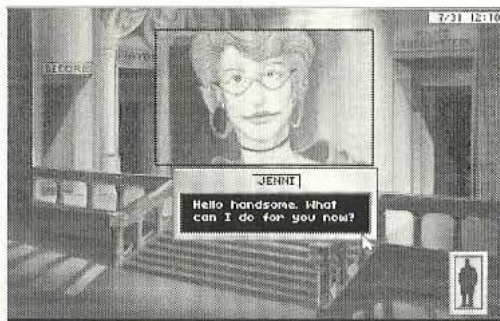 7/31 12:10
RECORD
JENNI
Hello handsome. What
can I do for you now?